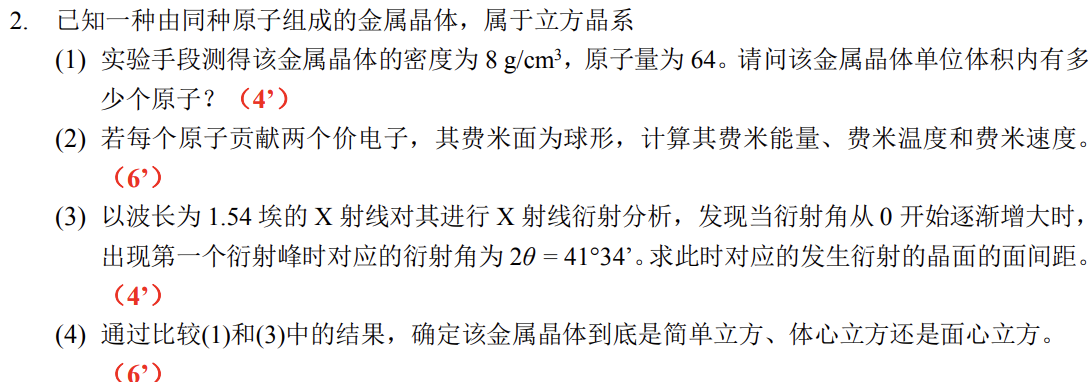 2. 已知一种由同种原子组成的金属晶体，属于立方晶系
(1) 实验手段测得该金属晶体的密度为 8 g/cm³，原子量为 64。请问该金属晶体单位体积内有多
少个原子？（4’）
(2) 若每个原子贡献两个价电子，其费米面为球形，计算其费米能量、费米温度和费米速度。
（6’）
(3) 以波长为 1.54 埃的 X 射线对其进行 X 射线衍射分析，发现当衍射角从 0 开始逐渐增大时，
出现第一个衍射峰时对应的衍射角为 2θ = 41°34’。求此时对应的发生衍射的晶面的面间距。
（4’）
(4) 通过比较(1)和(3)中的结果，确定该金属晶体到底是简单立方、体心立方还是面心立方。
（6’）